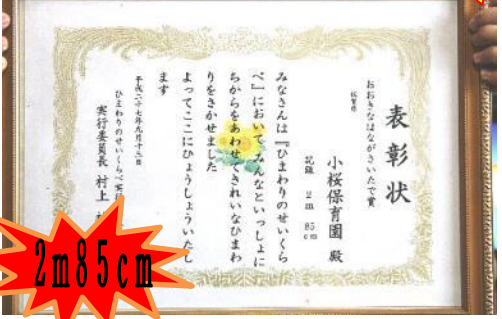 表彰状
おおきなはながさいたで賞
佐賀県
小桜保育園 殿
記録 2m 85cm
みなさんは『ひまわりのせいくら
べ』においてみんなといっしょに
ちからをあわせてきれいなひまわ
りをさかせました
よってここにひょうしょういたし
ます
平成二十七年九月十三日
ひまわりのせいくらべ実行
実行委員長 村上
2m85cm